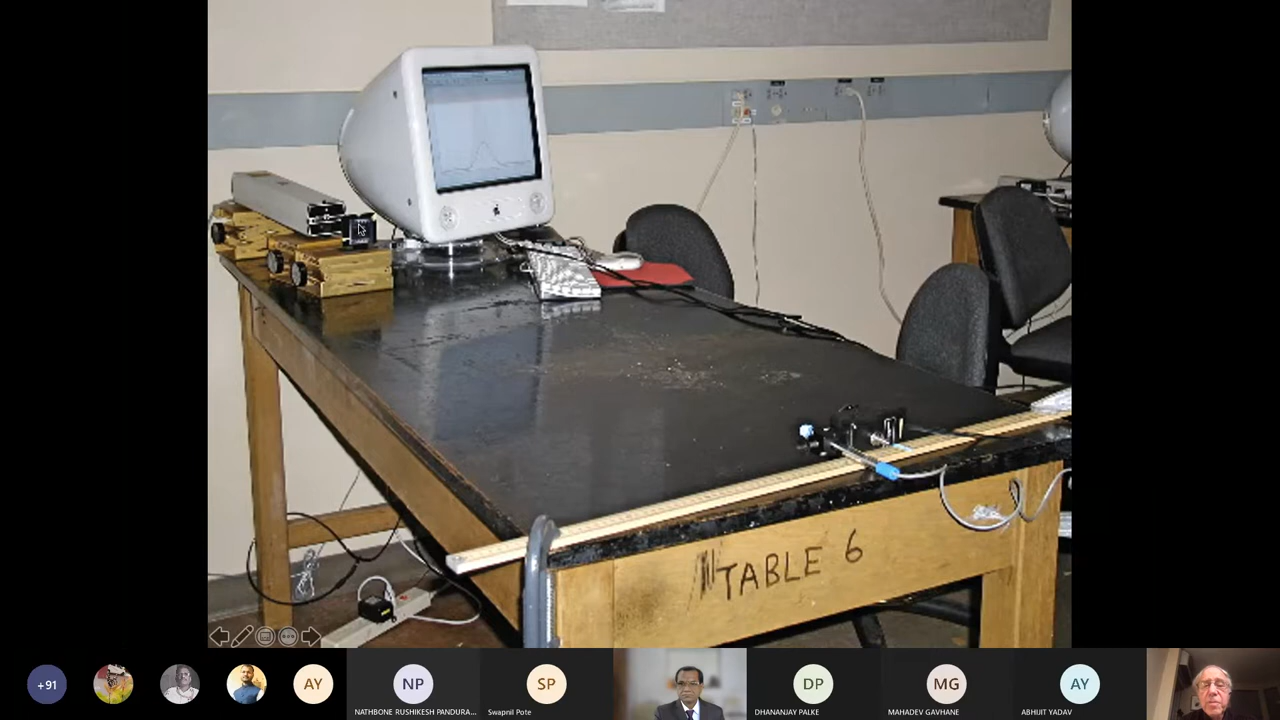 TABLE 6
+91
AY
NP
NATHBONE RUSHIKESH PANDURA...
SP
Swapnil Pote
DP
DHANANJAY PALKE
MG
MAHADEV GAVHANE
AY
ABHIJIT YADAV